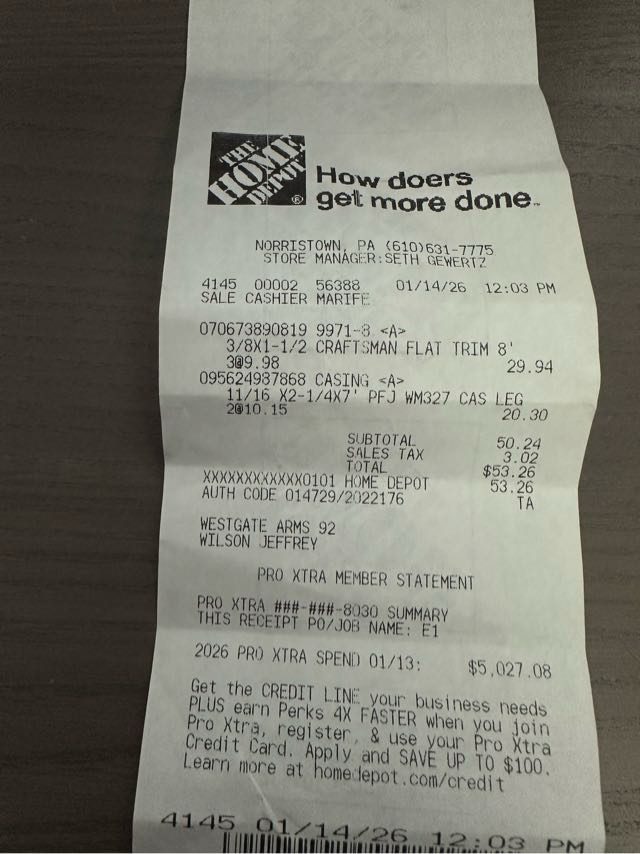 THE
HOME
DEPOT
®
How doers
get more done™
NORRISTOWN, PA (610)631-7775
STORE MANAGER:SETH GEWERTZ
4145 00002 56388 01/14/26 12:03 PM
SALE CASHIER MARIFE
070673890819 9971-8 <A>
3/8X1-1/2 CRAFTSMAN FLAT TRIM 8'
3@9.98 29.94
095624937868 CASING <A>
11/16 X2-1/4X7' PFJ WM327 CAS LEG
2@10.15 20.30
SUBTOTAL 50.24
SALES TAX 3.02
TOTAL $53.26
XXXXXXXXXXXX0101 HOME DEPOT 53.26
AUTH CODE 014729/2022176 TA
WESTGATE ARMS 92
WILSON JEFFREY
PRO XTRA MEMBER STATEMENT
PRO XTRA ###-###-8030 SUMMARY
THIS RECEIPT PO/JOB NAME: E1
2026 PRO XTRA SPEND 01/13: $5,027.08
Get the CREDIT LINE your business needs
PLUS earn Perks 4X FASTER when you join
Pro Xtra, register, & use your Pro Xtra
Credit Card. Apply and SAVE UP TO $100.
Learn more at homedepot.com/credit
4145 01/14/26 12:03 PM